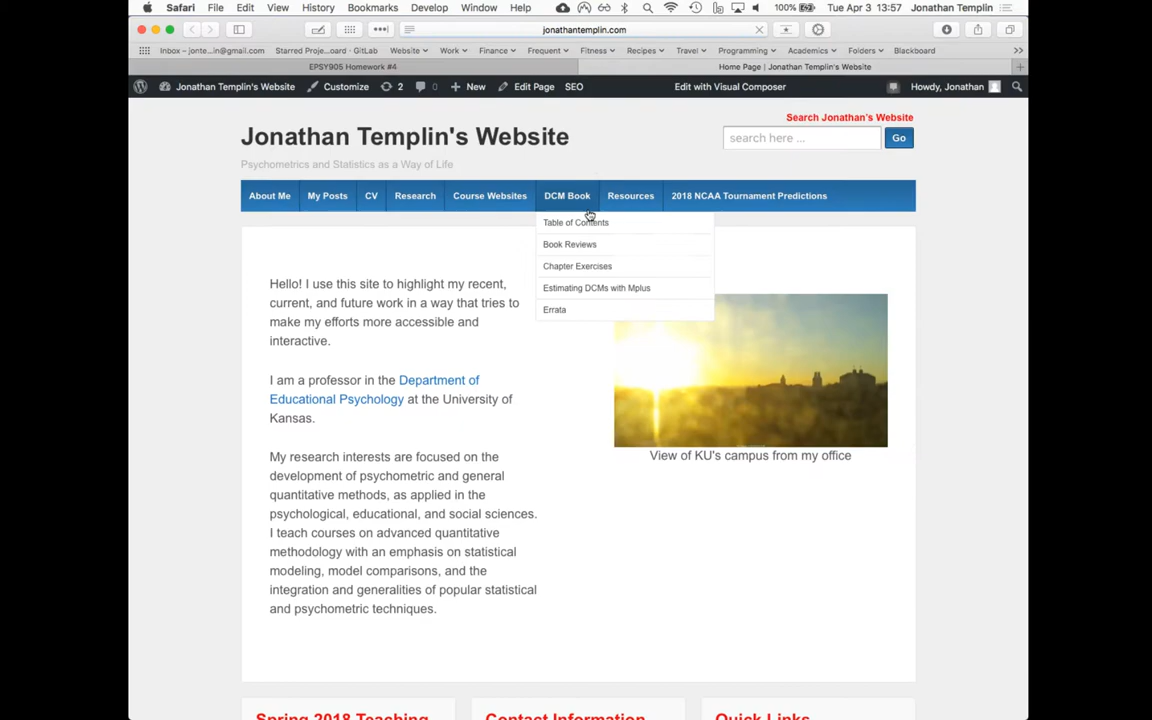 Safari File Edit View History Bookmarks Develop Window Help 100% Tue Apr 3 13:57 Jonathan Templin
jonathantemplin.com
Inbox – jonte...in@gmail.com Starred Proje...oard · GitLab Website Work Finance Frequent Fitness Recipes Travel Programming Academics Folders Blackboard
EPSY905 Homework #4 Home Page | Jonathan Templin's Website
Jonathan Templin's Website Customize 2 0 New Edit Page SEO Edit with Visual Composer Howdy, Jonathan
Search Jonathan's Website
Jonathan Templin's Website
search here ... Go
Psychometrics and Statistics as a Way of Life
About Me My Posts CV Research Course Websites DCM Book Resources 2018 NCAA Tournament Predictions
Table of Contents
Book Reviews
Chapter Exercises
Estimating DCMs with Mplus
Errata
Hello! I use this site to highlight my recent,
current, and future work in a way that tries to
make my efforts more accessible and
interactive.
I am a professor in the Department of
Educational Psychology at the University of
Kansas.
My research interests are focused on the
development of psychometric and general
quantitative methods, as applied in the
psychological, educational, and social sciences.
I teach courses on advanced quantitative
methodology with an emphasis on statistical
modeling, model comparisons, and the
integration and generalities of popular statistical
and psychometric techniques.
View of KU's campus from my office
Spring 2018 Teaching Contact Information Quick Links